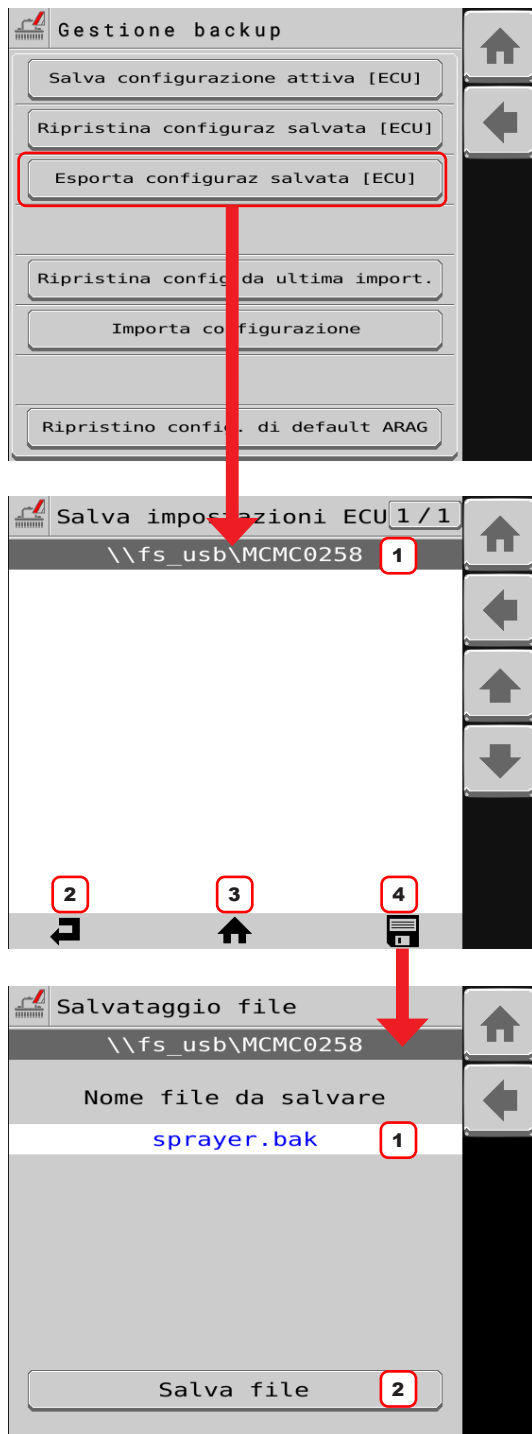 Gestione backup
Salva configurazione attiva [ECU]
Ripristina configuraz salvata [ECU]
Esporta configuraz salvata [ECU]
Ripristina config da ultima import.
Importa configurazione
Ripristino config. di default ARAG
Salva impostazioni ECU 1/1
\\fs_usb\MCMC0258 1
2 3 4
Salvataggio file
\\fs_usb\MCMC0258
Nome file da salvare
sprayer.bak 1
Salva file 2